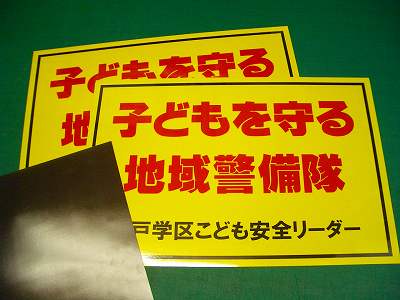 子どもを守る
地
子どもを守る
地域警備隊
戸学区こども安全リーダー